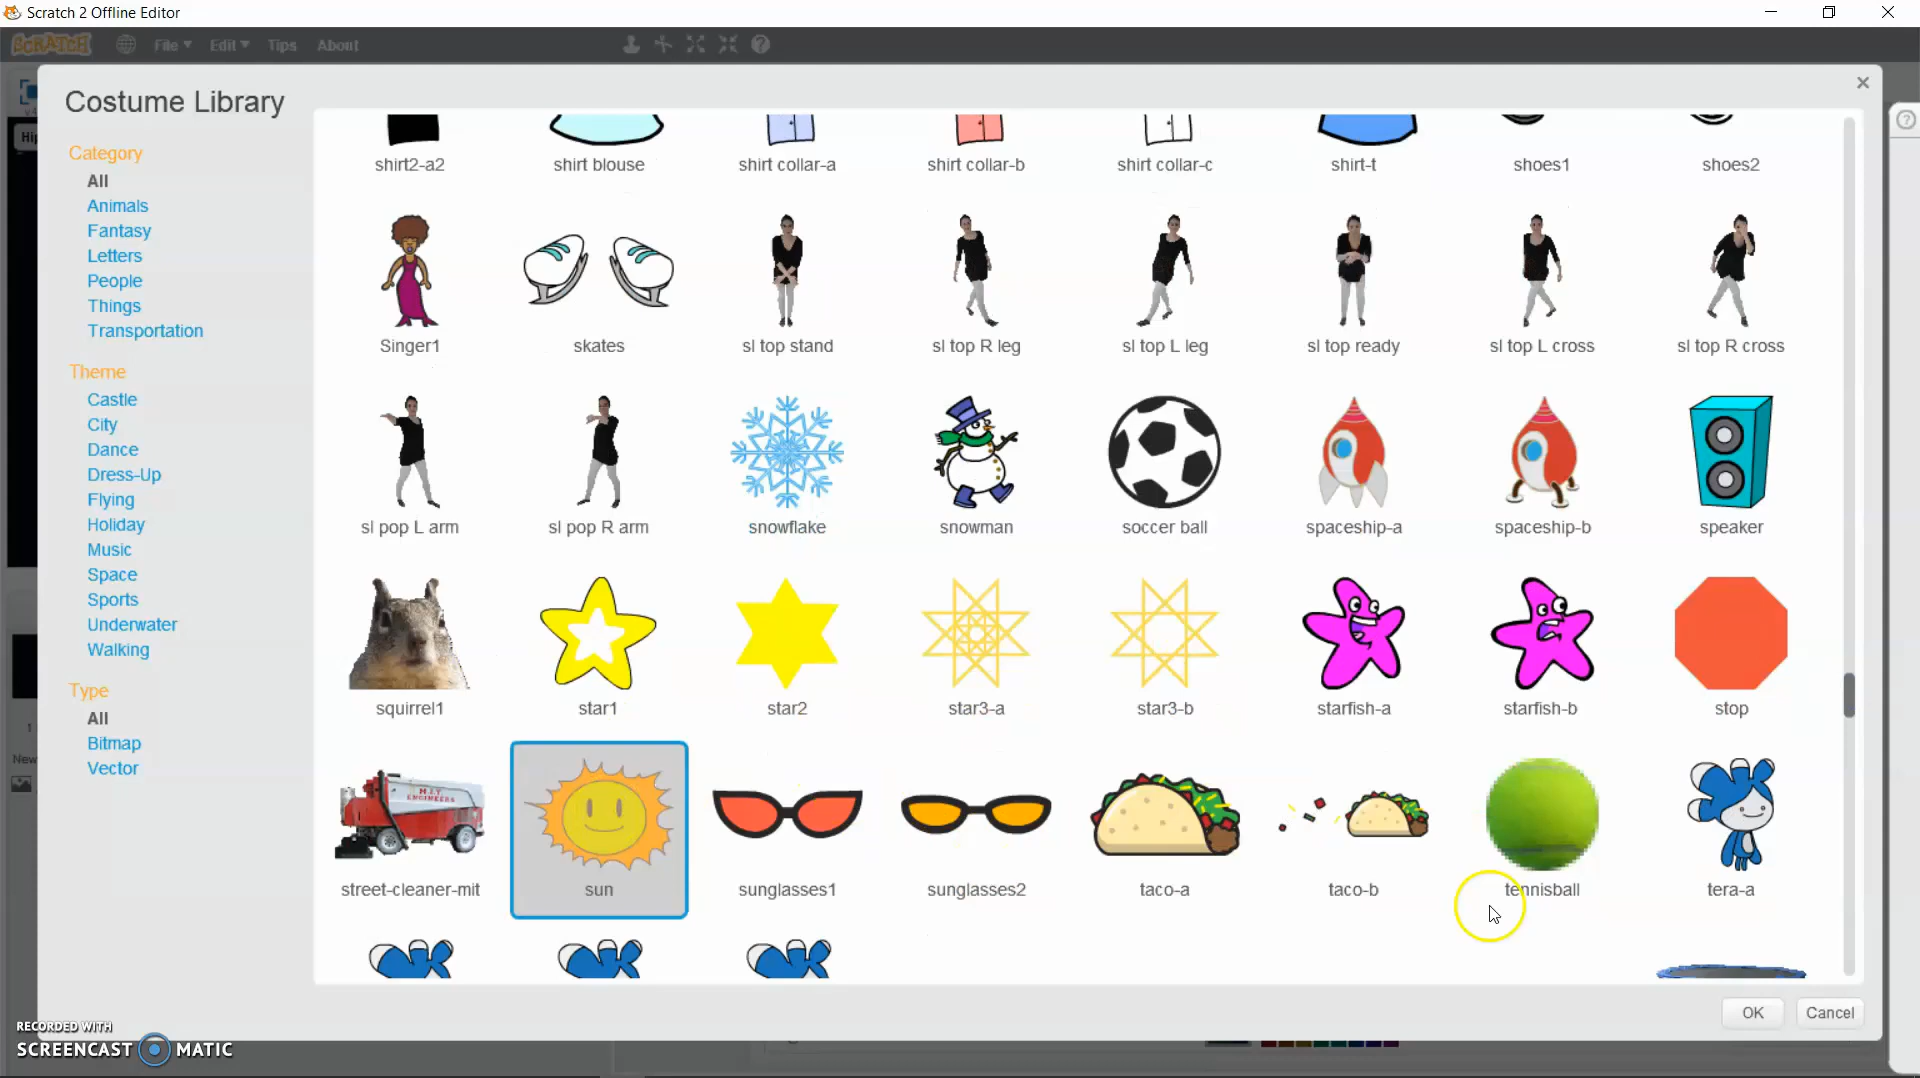 Scratch 2 Offline Editor
SCRATCH File Edit Tips About
Costume Library
Category
All
Animals
Fantasy
Letters
People
Things
Transportation
Theme
Castle
City
Dance
Dress-Up
Flying
Holiday
Music
Space
Sports
Underwater
Walking
Type
All
Bitmap
Vector
shirt2-a2 shirt blouse shirt collar-a shirt collar-b shirt collar-c shirt-t shoes1 shoes2
Singer1 skates sl top stand sl top R leg sl top L leg sl top ready sl top L cross sl top R cross
sl pop L arm sl pop R arm snowflake snowman soccer ball spaceship-a spaceship-b speaker
squirrel1 star1 star2 star3-a star3-b starfish-a starfish-b stop
M.I.T.
ENGINEERS
street-cleaner-mit sun sunglasses1 sunglasses2 taco-a taco-b tennisball tera-a
OK Cancel
Hip
1
New
RECORDED WITH
SCREENCAST MATIC